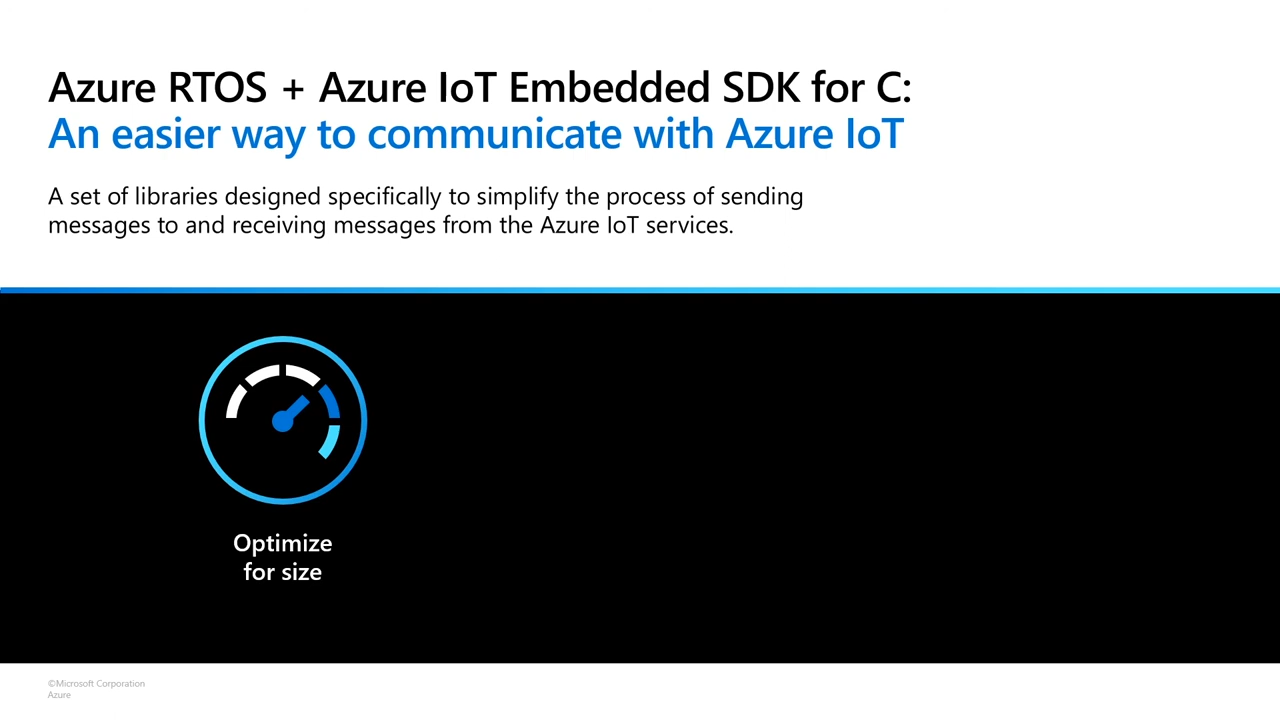 Azure RTOS + Azure IoT Embedded SDK for C:
An easier way to communicate with Azure IoT
A set of libraries designed specifically to simplify the process of sending
messages to and receiving messages from the Azure IoT services.
Optimize
for size
©Microsoft Corporation
Azure